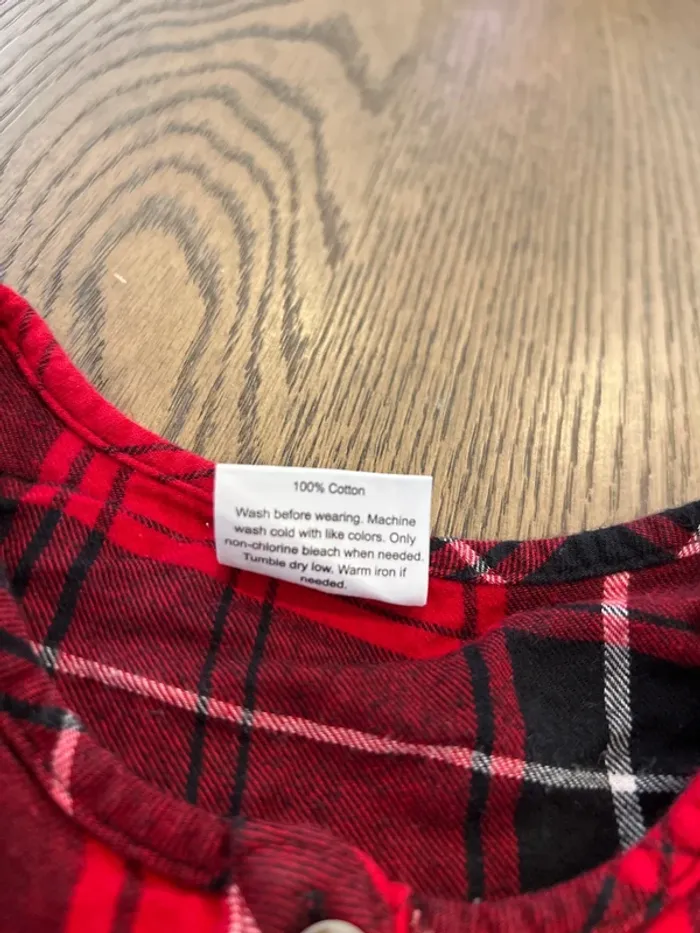 100% Cotton
Wash before wearing. Machine
wash cold with like colors. Only
non-chlorine bleach when needed.
Tumble dry low. Warm iron if
needed.